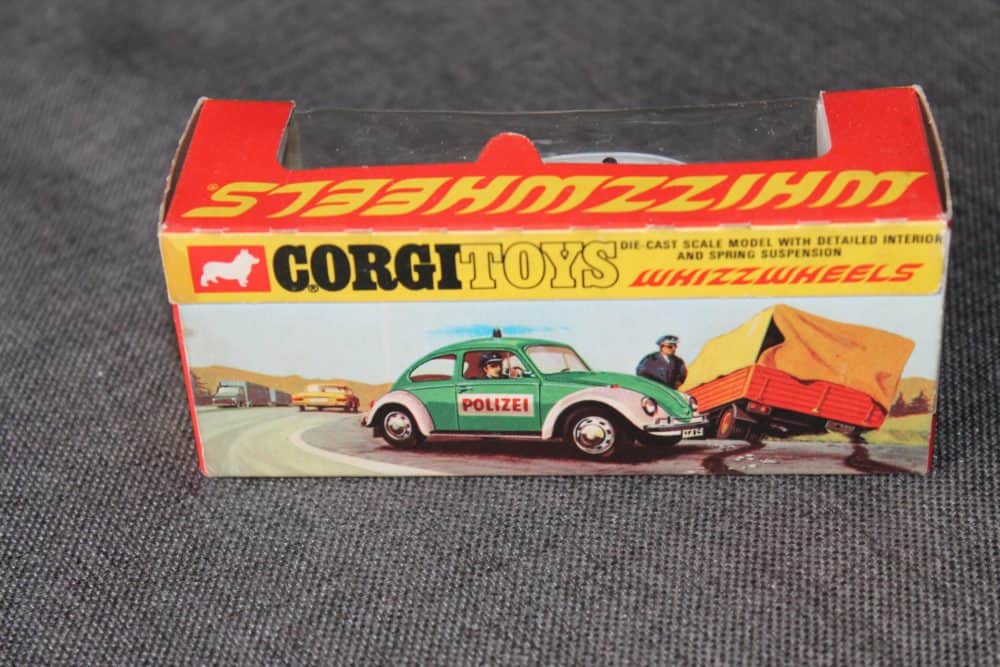 WHIZZWHEELS®
CORGI® TOYS
DIE-CAST SCALE MODEL WITH DETAILED INTERIOR
AND SPRING SUSPENSION
WHIZZWHEELS
POLIZEI